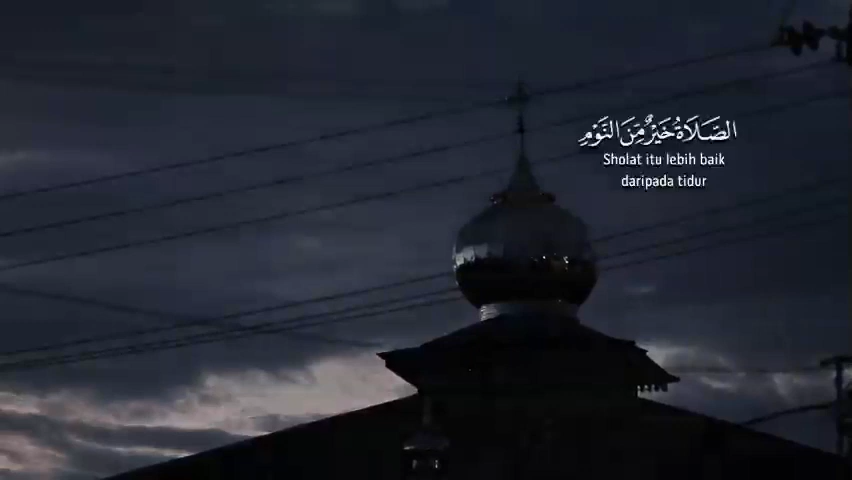 الصَّلَاةُ خَيْرٌ مِّنَ النَّوْمِ
Sholat itu lebih baik
daripada tidur